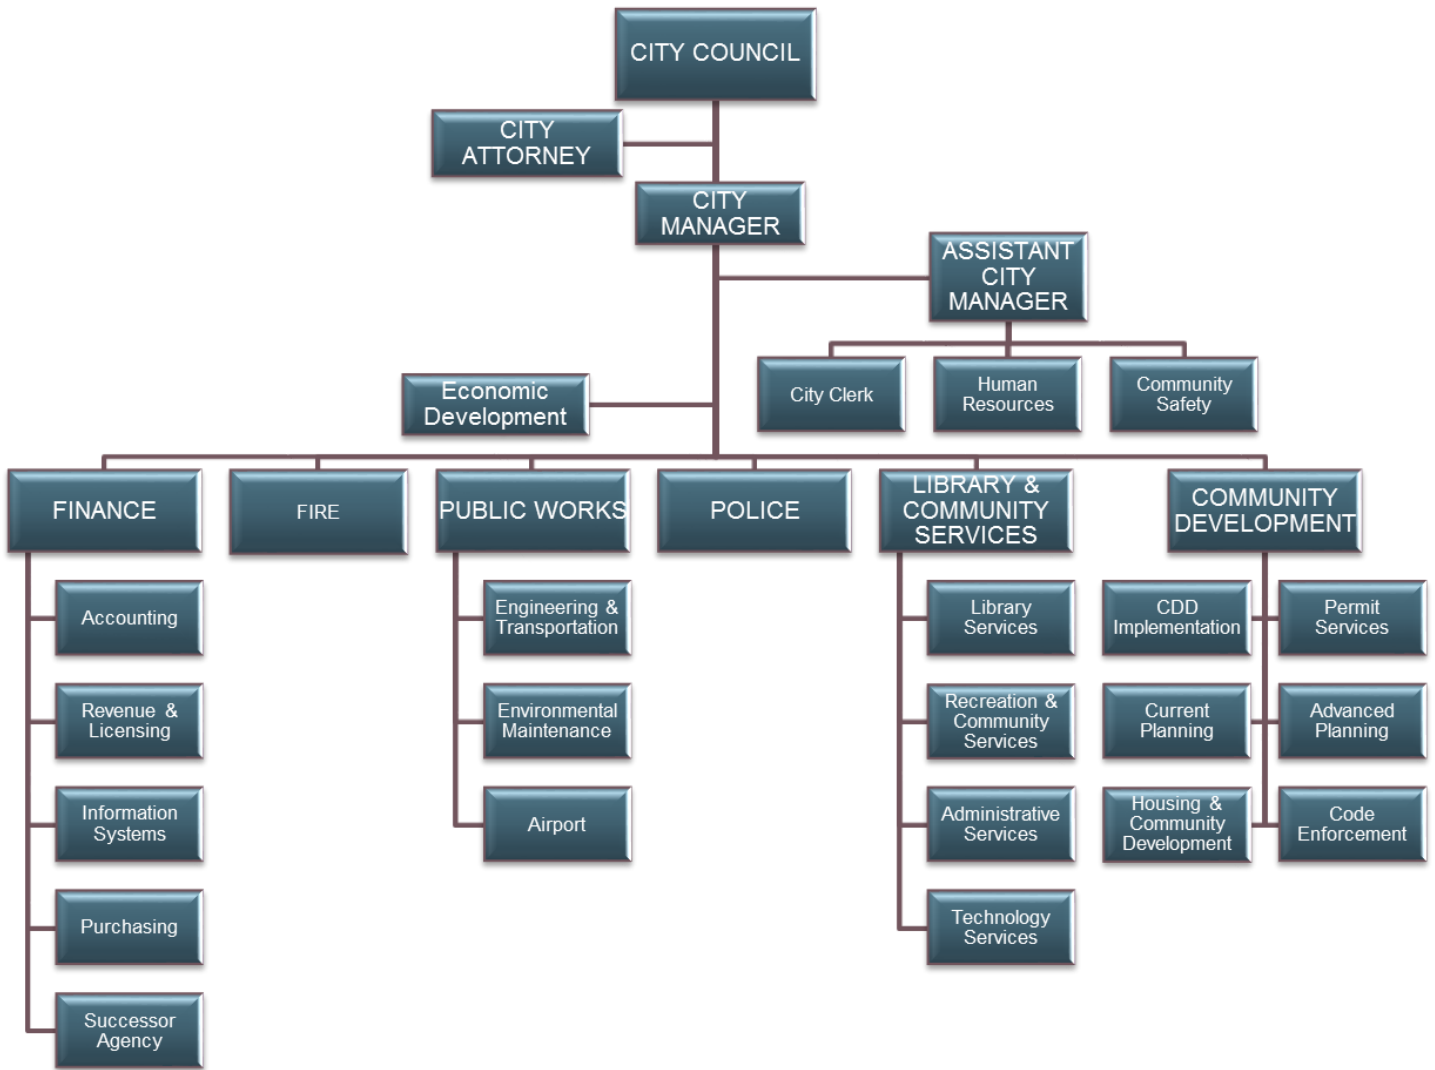 CITY COUNCIL
CITY
ATTORNEY
CITY
MANAGER
ASSISTANT
CITY
MANAGER
City Clerk
Human
Resources
Community
Safety
Economic
Development
FINANCE
FIRE
PUBLIC WORKS
POLICE
LIBRARY &
COMMUNITY
SERVICES
COMMUNITY
DEVELOPMENT
Accounting
Revenue &
Licensing
Information
Systems
Purchasing
Successor
Agency
Engineering &
Transportation
Environmental
Maintenance
Airport
Library
Services
Recreation &
Community
Services
Administrative
Services
Technology
Services
CDD
Implementation
Permit
Services
Current
Planning
Advanced
Planning
Housing &
Community
Development
Code
Enforcement